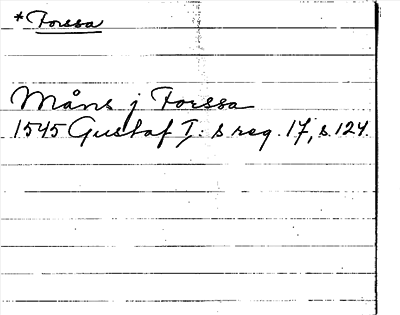 * Forssa
Måns j Forssa
1545 Gustaf I: s reg. 17, s. 124.